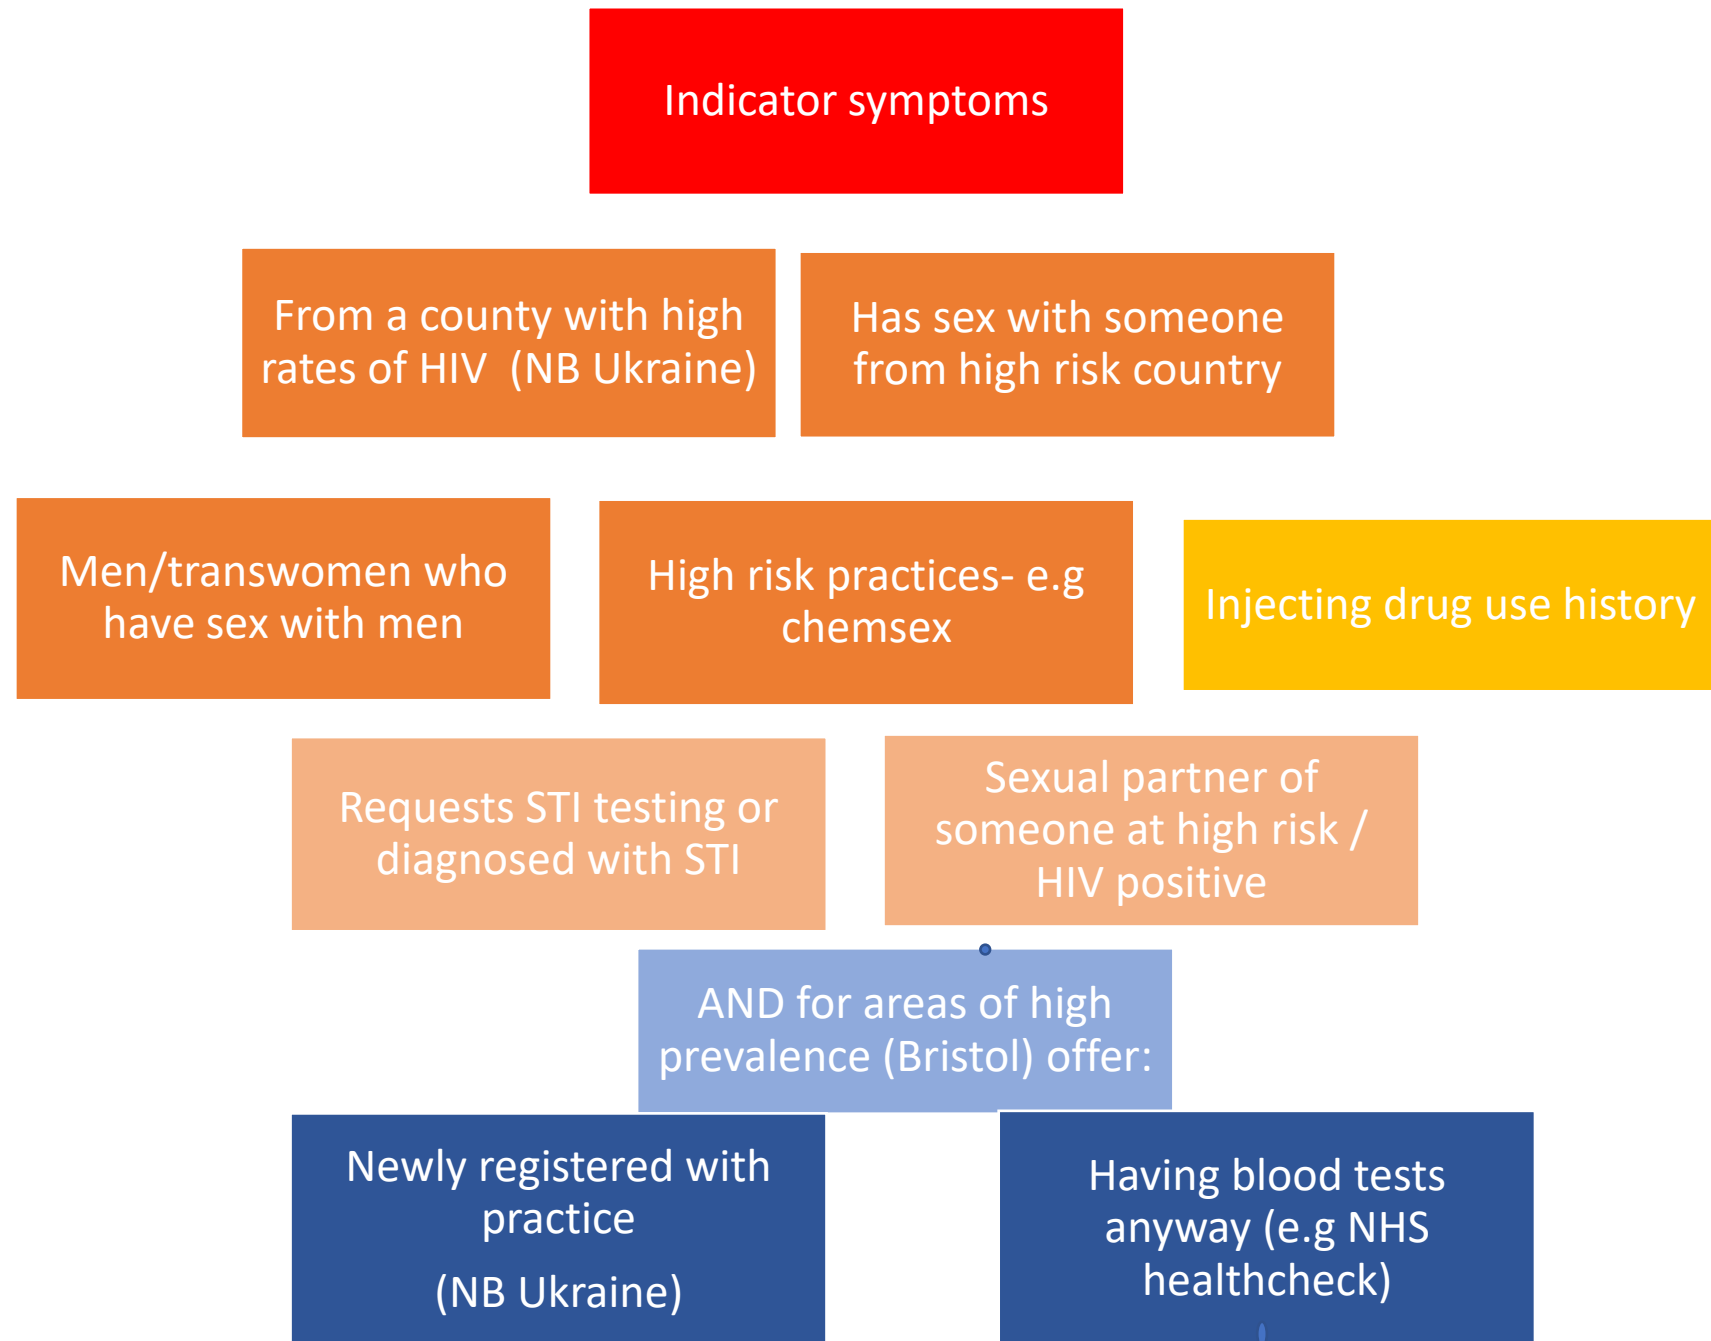 Indicator symptoms
From a county with high
rates of HIV  (NB Ukraine)
Has sex with someone
from high risk country
Men/transwomen who
have sex with men
High risk practices- e.g
chemsex
Injecting drug use history
Requests STI testing or
diagnosed with STI
Sexual partner of
someone at high risk /
HIV positive
AND for areas of high
prevalence (Bristol) offer:
Newly registered with
practice
(NB Ukraine)
Having blood tests
anyway (e.g NHS
healthcheck)